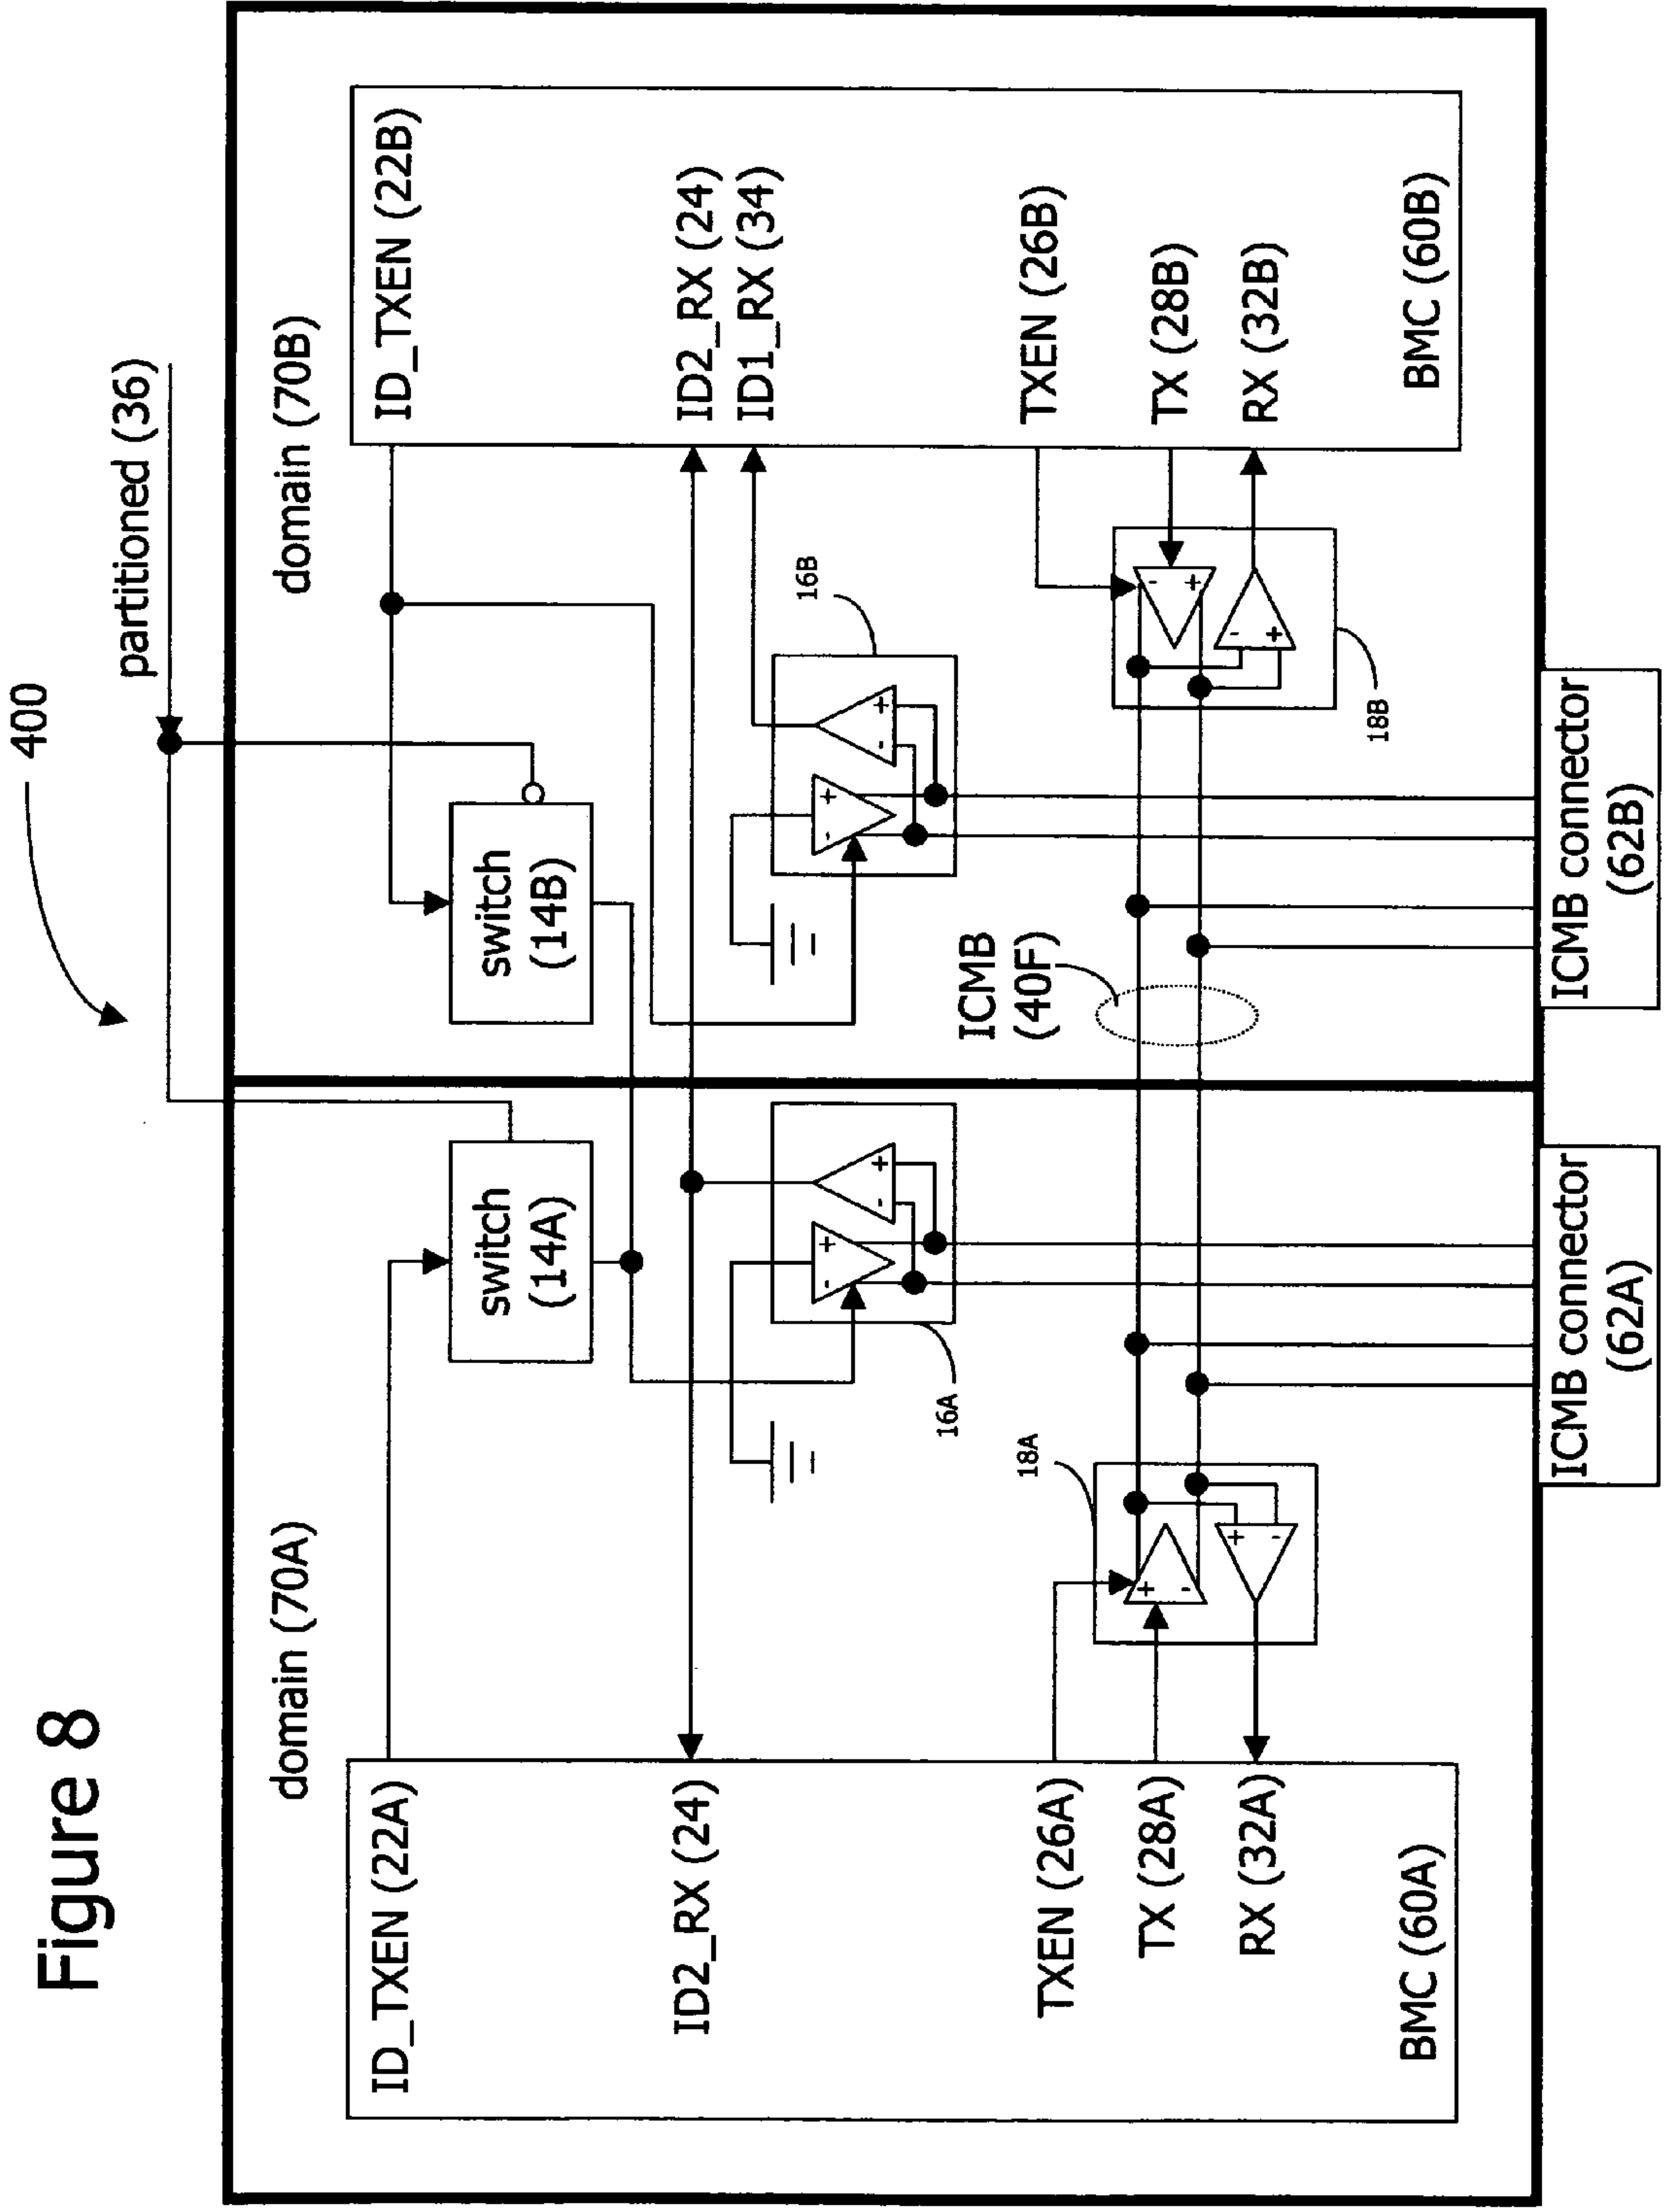 Figure 8
400
partitioned (36)
domain (70A)
domain (70B)
ID_TXEN (22A)
ID2_RX (24)
TXEN (26A)
TX (28A)
RX (32A)
BMC (60A)
switch
(14A)
switch
(14B)
16A
18A
+
-
+
-
+
-
+
-
ICMB
(40F)
16B
18B
-
+
-
+
-
+
-
+
ID_TXEN (22B)
ID2_RX (24)
ID1_RX (34)
TXEN (26B)
TX (28B)
RX (32B)
BMC (60B)
ICMB connector
(62A)
ICMB connector
(62B)